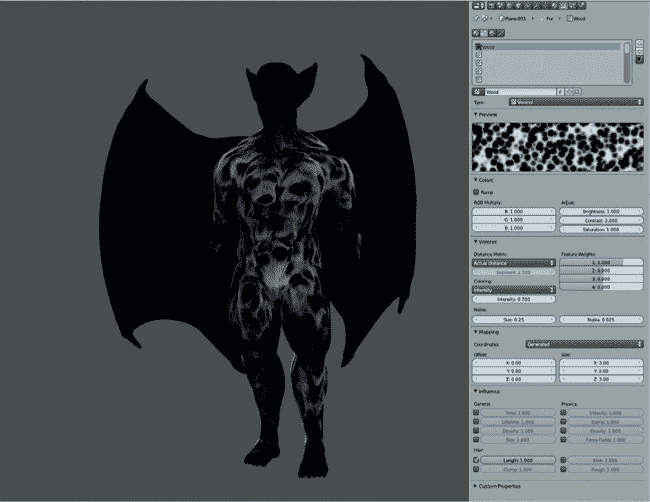 Plane.051 Fur Wood
Wood
Wood
Type: Voronoi
Preview
Colors
Ramp
RGB Multiply: Adjust:
R: 1.000 Brightness: 1.000
G: 1.000 Contrast: 2.000
B: 1.000 Saturation: 1.000
Voronoi
Distance Metric: Feature Weights:
Actual Distance 1: 1.000
Exponent: 2.500 2: 0.000
Coloring: 3: 0.000
Intensity 4: 0.000
Intensity: 0.700
Noise:
Size: 0.25 Nabla: 0.025
Mapping
Coordinates: Generated
Offset: Size:
X: 0.00 X: 3.00
Y: 0.00 Y: 3.00
Z: 0.00 Z: 3.00
Influence
General: Physics:
Time: 1.000 Velocity: 1.000
Lifetime: 1.000 Damp: 1.000
Density: 1.000 Gravity: 1.000
Size: 1.000 Force Fields: 1.000
Hair:
Length: 1.000 Kink: 1.000
Clump: 1.000 Rough: 1.000
Custom Properties